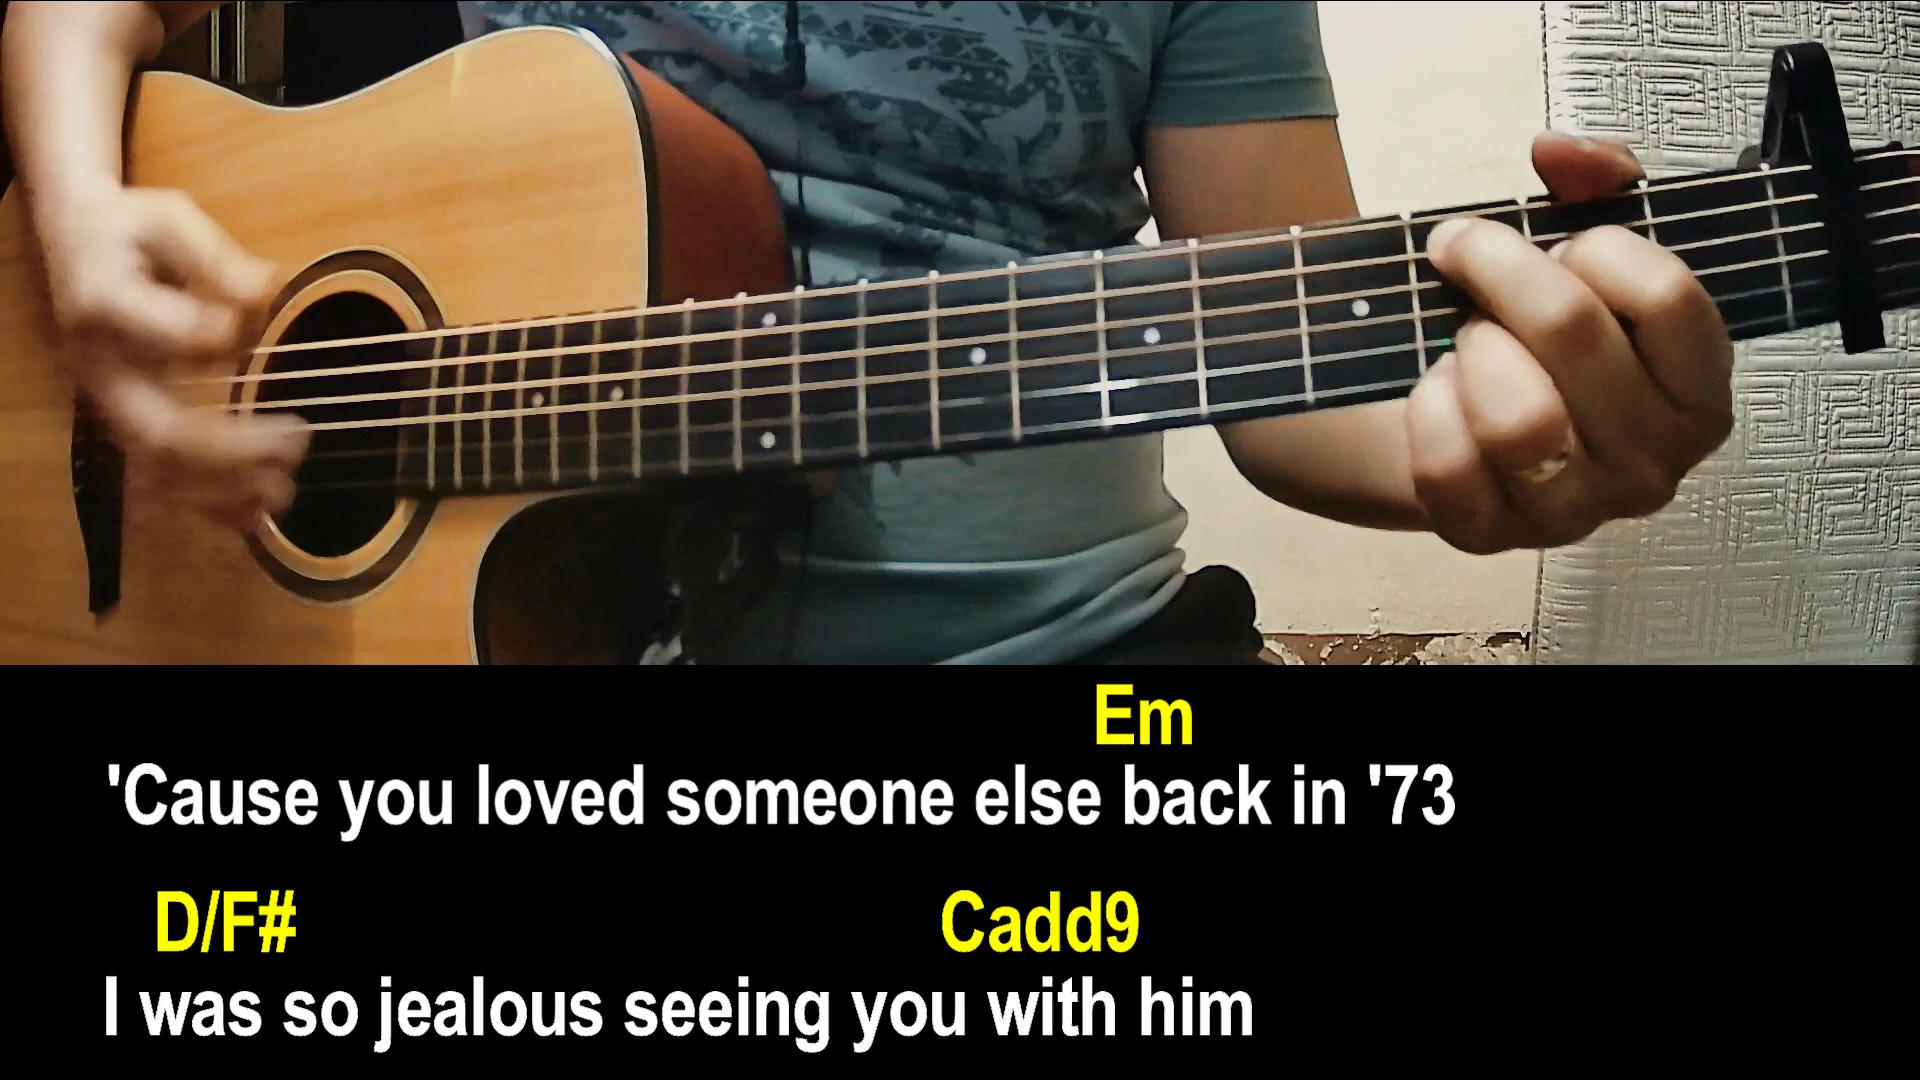 Em
'Cause you loved someone else back in '73
D/F# Cadd9
I was so jealous seeing you with him